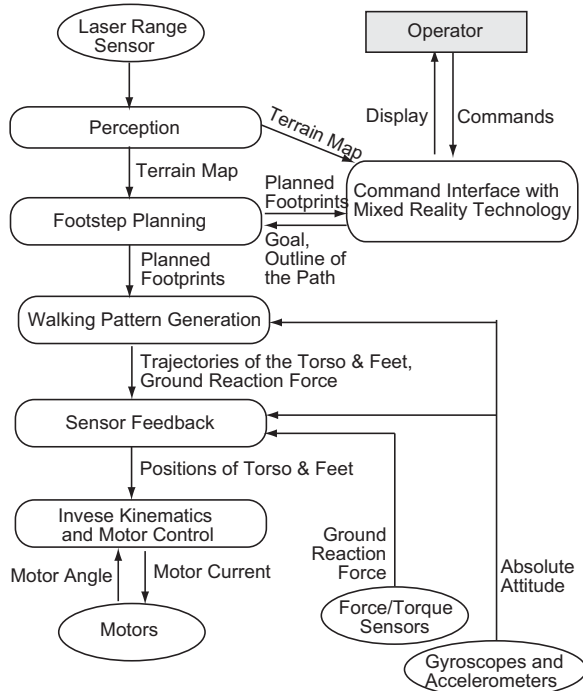 Laser Range
Sensor
Operator
Display
Commands
Perception
Terrain Map
Terrain Map
Command Interface with
Mixed Reality Technology
Planned
Footprints
Footstep Planning
Goal,
Outline of
the Path
Planned
Footprints
Walking Pattern Generation
Trajectories of the Torso & Feet,
Ground Reaction Force
Sensor Feedback
Positions of Torso & Feet
Invese Kinematics
and Motor Control
Ground
Reaction
Force
Absolute
Attitude
Motor Angle
Motor Current
Motors
Force/Torque
Sensors
Gyroscopes and
Accelerometers